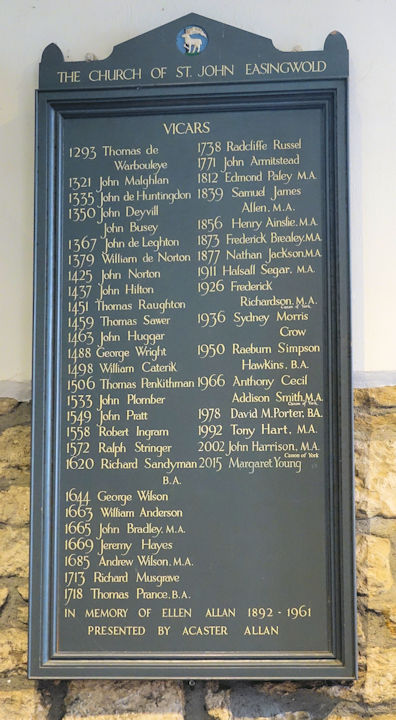 THE CHURCH OF ST. JOHN EASINGWOLD
VICARS
1293 Thomas de
Warbouleye
1321 John Malghlan
1335 John de Huntingdon
1350 John Deyvill
John Busey
1367 John de Leghton
1379 William de Norton
1425 John Norton
1437 John Hilton
1451 Thomas Raughton
1459 Thomas Sawer
1463 John Huggar
1488 George Wright
1498 William Caterik
1506 Thomas Penkithman
1533 John Plomber
1549 John Pratt
1558 Robert Ingram
1572 Ralph Stringer
1620 Richard Sandyman
B.A.
1644 George Wilson
1663 William Anderson
1665 John Bradley. M.A.
1669 Jeremy Hayes
1685 Andrew Wilson. M.A.
1713 Richard Musgrave
1718 Thomas Prance. B.A.
1738 Radcliffe Russel
1771 John Armitstead
1812 Edmond Paley M.A.
1839 Samuel James
Allen. M.A.
1856 Henry Ainslie. M.A.
1873 Frederick Brealey. M.A.
1877 Nathan Jackson. M.A.
1911 Halsall Segar. M.A.
1926 Frederick
Richardson. M.A.
Canon of York
1936 Sydney Morris
Crow
1950 Raeburn Simpson
Hawkins. B.A.
1966 Anthony Cecil
Addison Smith. M.A.
Canon of York
1978 David M. Porter. B.A.
1992 Tony Hart. M.A.
2002 John Harrison. M.A.
Canon of York
2015 Margaret Young
IN MEMORY OF ELLEN ALLAN 1892 - 1961
PRESENTED BY ACASTER ALLAN